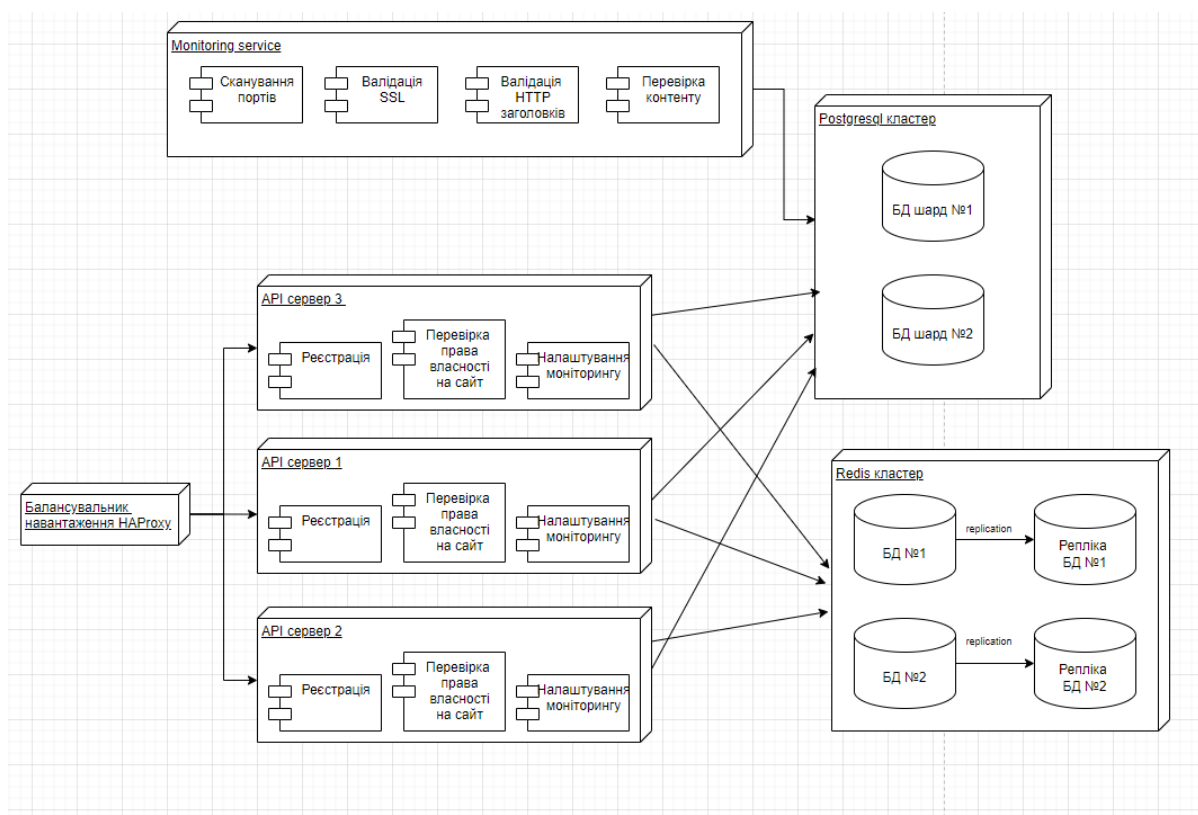 Monitoring service
Сканування
портів
Валідація
SSL
Валідація
HTTP
заголовків
Перевірка
контенту
Postgresql кластер
БД шард №1
БД шард №2
API сервер 3
Реєстрація
Перевірка
права
власності
на сайт
Налаштування
моніторингу
API сервер 1
Реєстрація
Перевірка
права
власності
на сайт
Налаштування
моніторингу
Балансувальник
навантаження HAProxy
API сервер 2
Реєстрація
Перевірка
права
власності
на сайт
Налаштування
моніторингу
Redis кластер
БД №1
replication
Репліка
БД №1
БД №2
replication
Репліка
БД №2